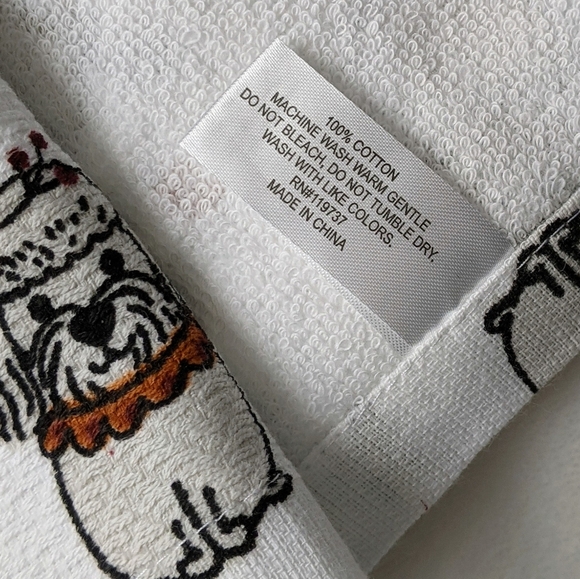 100% COTTON
MACHINE WASH WARM GENTLE
DO NOT BLEACH, DO NOT TUMBLE DRY.
WASH WITH LIKE COLORS.
RN#119737
MADE IN CHINA